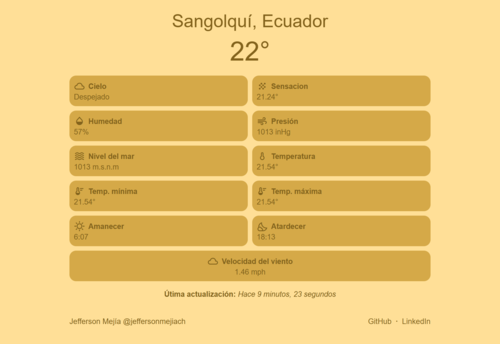 Sangolquí, Ecuador
22°
Cielo
Despejado
Sensacion
21.24°
Humedad
57%
Presión
1013 inHg
Nivel del mar
1013 m.s.n.m
Temperatura
21.54°
Temp. mínima
21.54°
Temp. máxima
21.54°
Amanecer
6:07
Atardecer
18:13
Velocidad del viento
1.46 mph
Útima actualización: Hace 9 minutos, 23 segundos
Jefferson Mejía @jeffersonmejiach
GitHub · LinkedIn